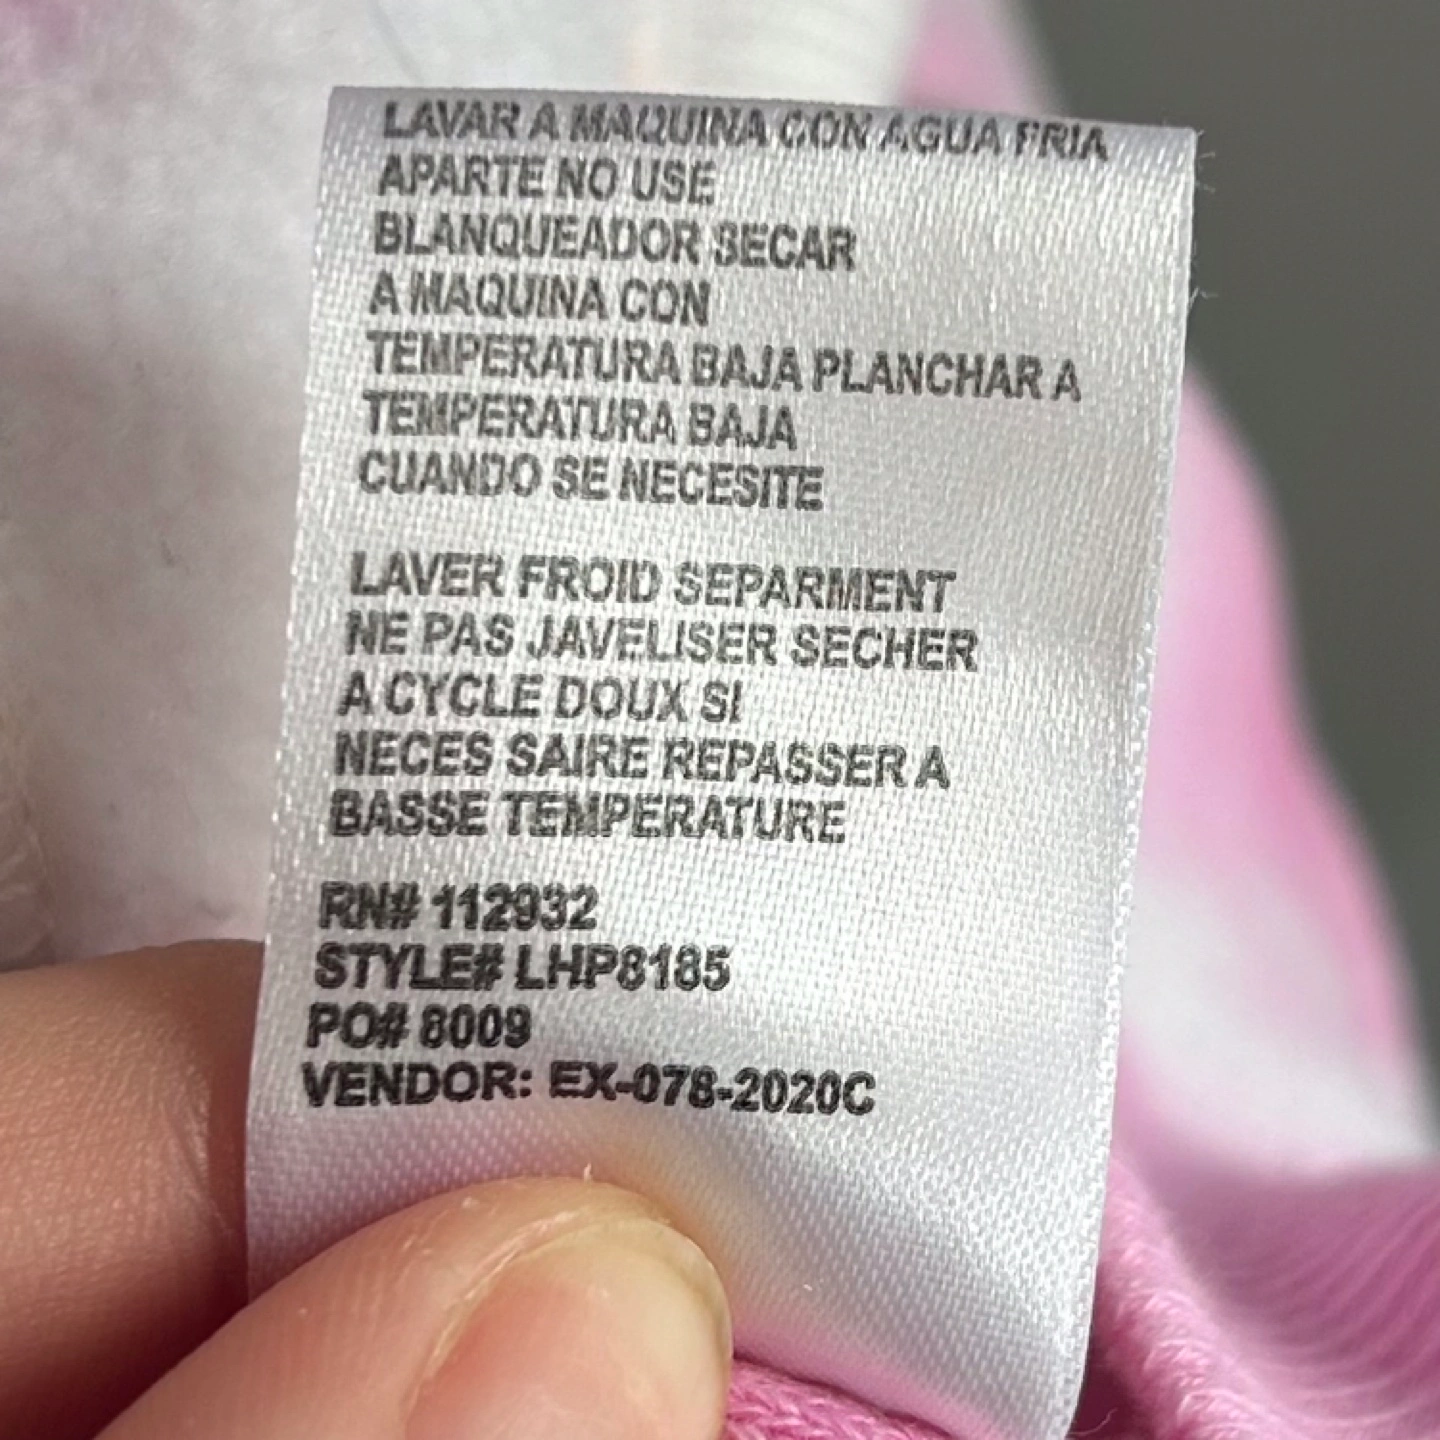 LAVAR A MAQUINA CON AGUA FRIA
APARTE NO USE
BLANQUEADOR SECAR
A MAQUINA CON
TEMPERATURA BAJA PLANCHAR A
TEMPERATURA BAJA
CUANDO SE NECESITE
LAVER FROID SEPARMENT
NE PAS JAVELISER SECHER
A CYCLE DOUX SI
NECES SAIRE REPASSER A
BASSE TEMPERATURE
RN# 112932
STYLE# LHP8185
PO# 8009
VENDOR: EX-078-2020C